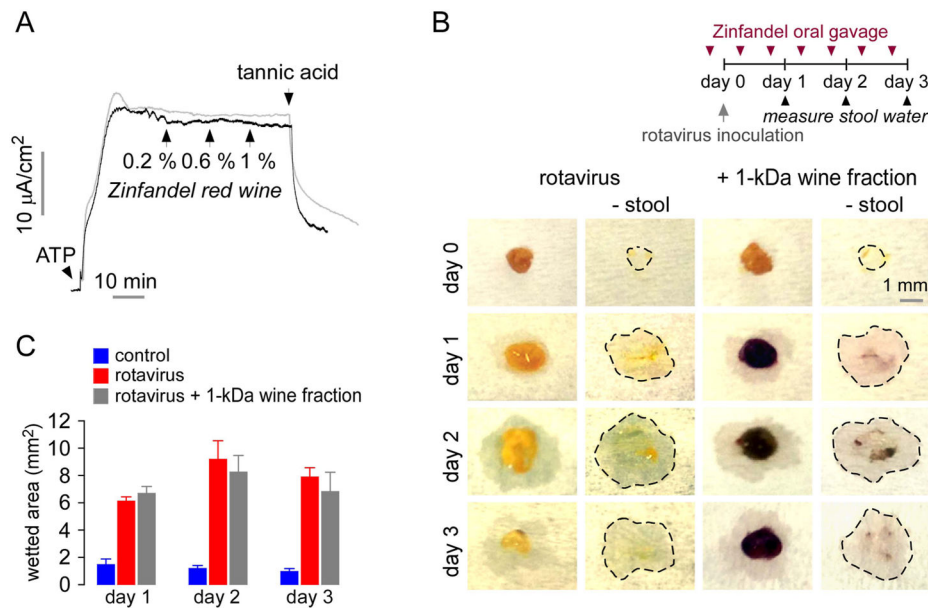 A
tannic acid
0.2 % 0.6 % 1 %
Zinfandel red wine
10 µA/cm2
ATP
10 min
B
Zinfandel oral gavage
day 0 day 1 day 2 day 3
measure stool water
rotavirus inoculation
rotavirus + 1-kDa wine fraction
- stool - stool
day 0
1 mm
day 1
day 2
day 3
C
control
rotavirus
rotavirus + 1-kDa wine fraction
wetted area (mm²)
12
10
8
6
4
2
0
day 1 day 2 day 3